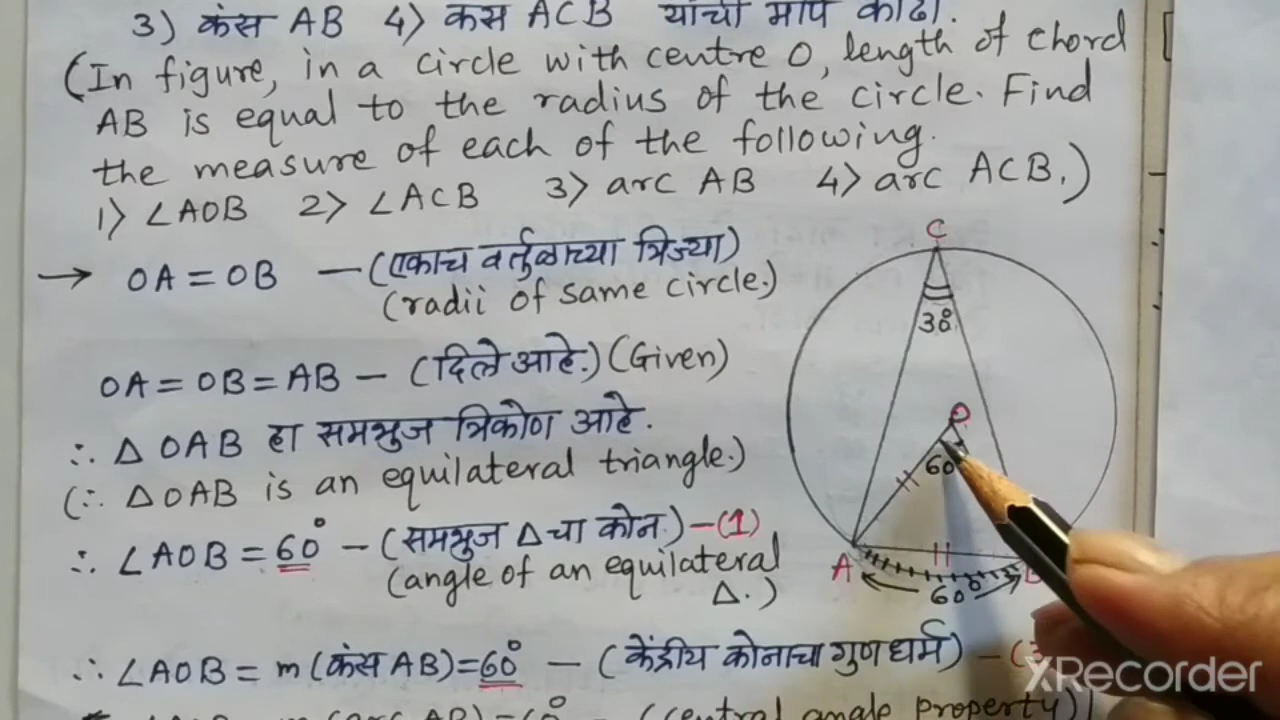 3) कंस AB 4) कंस ACB यांची मापे काढा.
(In figure, in a circle with centre O, length of chord
AB is equal to the radius of the circle. Find
the measure of each of the following.
1) ∠AOB 2) ∠ACB 3) arc AB 4) arc ACB.)
→ OA = OB — (एकाच वर्तुळाच्या त्रिज्या)
(radii of same circle.)
OA = OB = AB — (दिले आहे.) (Given)
∴ △OAB हा समभुज त्रिकोण आहे.
(∴ △OAB is an equilateral triangle.)
∴ ∠AOB = 60° — (समभुज △चा कोन.) —(1)
(angle of an equilateral
△.)
∴ ∠AOB = m(कंस AB) = 60° — (केंद्रीय कोनाचा गुणधर्म) —
(central angle property)
C
30°
O
60
A
B
60°
XRecorder